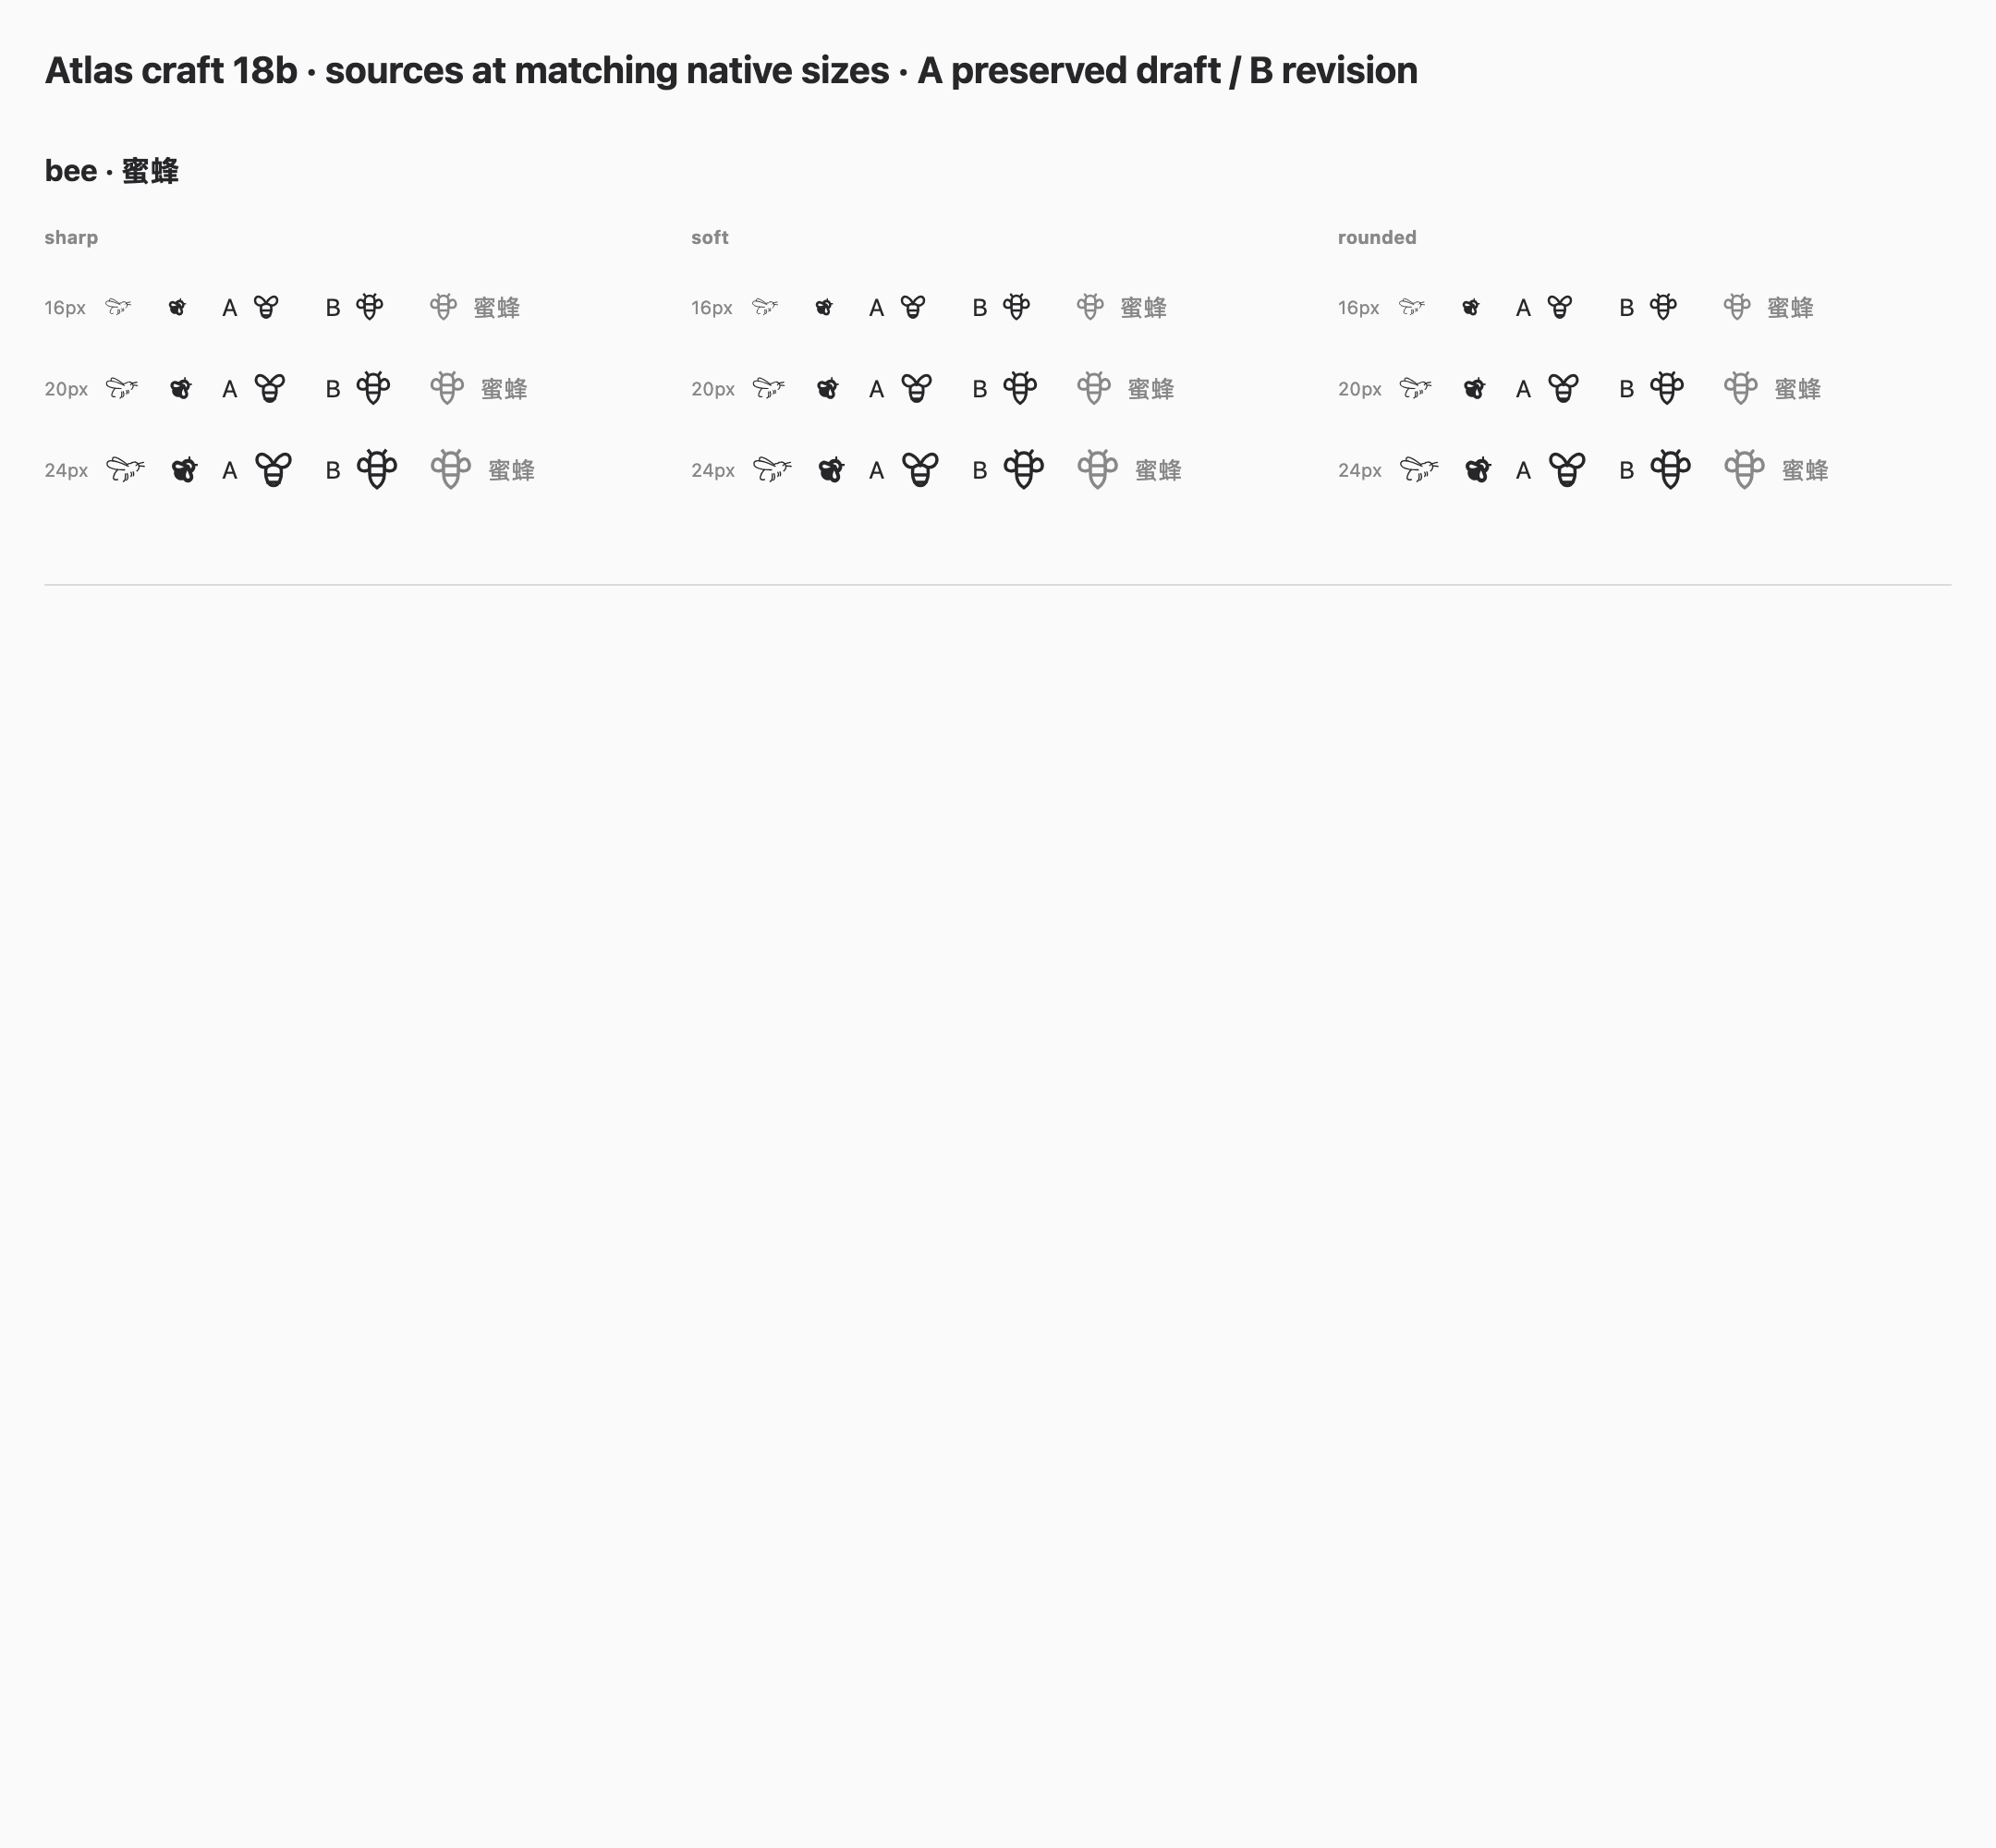 Atlas craft 18b · sources at matching native sizes · A preserved draft / B revision
bee · 蜜蜂
sharp
16px A B 蜜蜂
20px A B 蜜蜂
24px A B 蜜蜂
soft
16px A B 蜜蜂
20px A B 蜜蜂
24px A B 蜜蜂
rounded
16px A B 蜜蜂
20px A B 蜜蜂
24px A B 蜜蜂